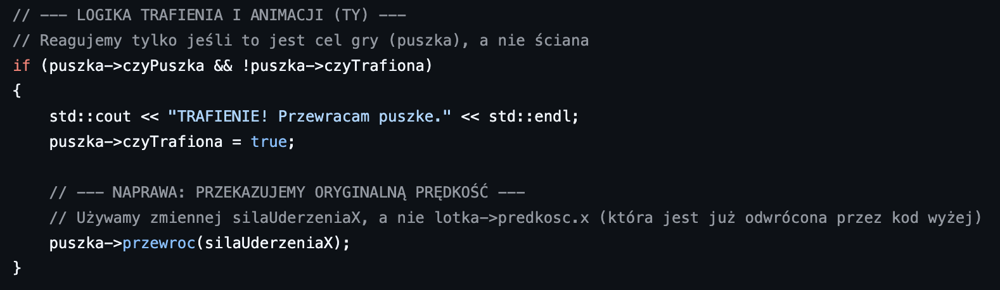 // --- LOGIKA TRAFIENIA I ANIMACJI (TY) ---
// Reagujemy tylko jeśli to jest cel gry (puszka), a nie ściana
if (puszka->czyPuszka && !puszka->czyTrafiona)
{
    std::cout << "TRAFIENIE! Przewracam puszke." << std::endl;
    puszka->czyTrafiona = true;

    // --- NAPRAWA: PRZEKAZUJEMY ORYGINALNĄ PRĘDKOŚĆ ---
    // Używamy zmiennej silaUderzeniaX, a nie lotka->predkosc.x (która jest już odwrócona przez kod wyżej)
    puszka->przewroc(silaUderzeniaX);
}